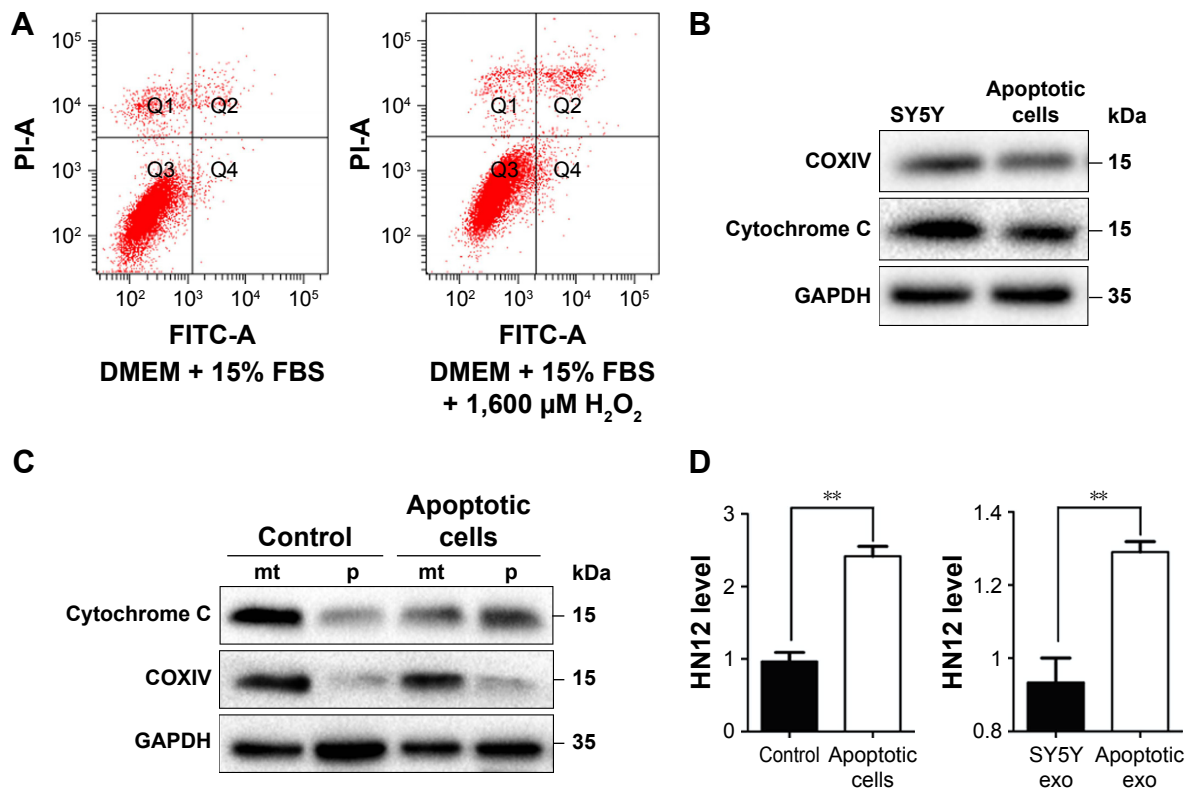 A
10⁵
10⁴
10³
10²
PI-A
Q1 Q2
Q3 Q4
10² 10³ 10⁴ 10⁵
FITC-A
DMEM + 15% FBS
10⁵
10⁴
10³
10²
PI-A
Q1 Q2
Q3 Q4
10² 10³ 10⁴ 10⁵
FITC-A
DMEM + 15% FBS
+ 1,600 µM H₂O₂
B
SY5Y Apoptotic cells kDa
COXIV 15
Cytochrome C 15
GAPDH 35
C
Control Apoptotic cells
mt p mt p kDa
Cytochrome C 15
COXIV 15
GAPDH 35
D
**
3
2
1
0
HN12 level
Control Apoptotic
cells
**
1.4
1.2
1
0.8
HN12 level
SY5Y Apoptotic
exo exo